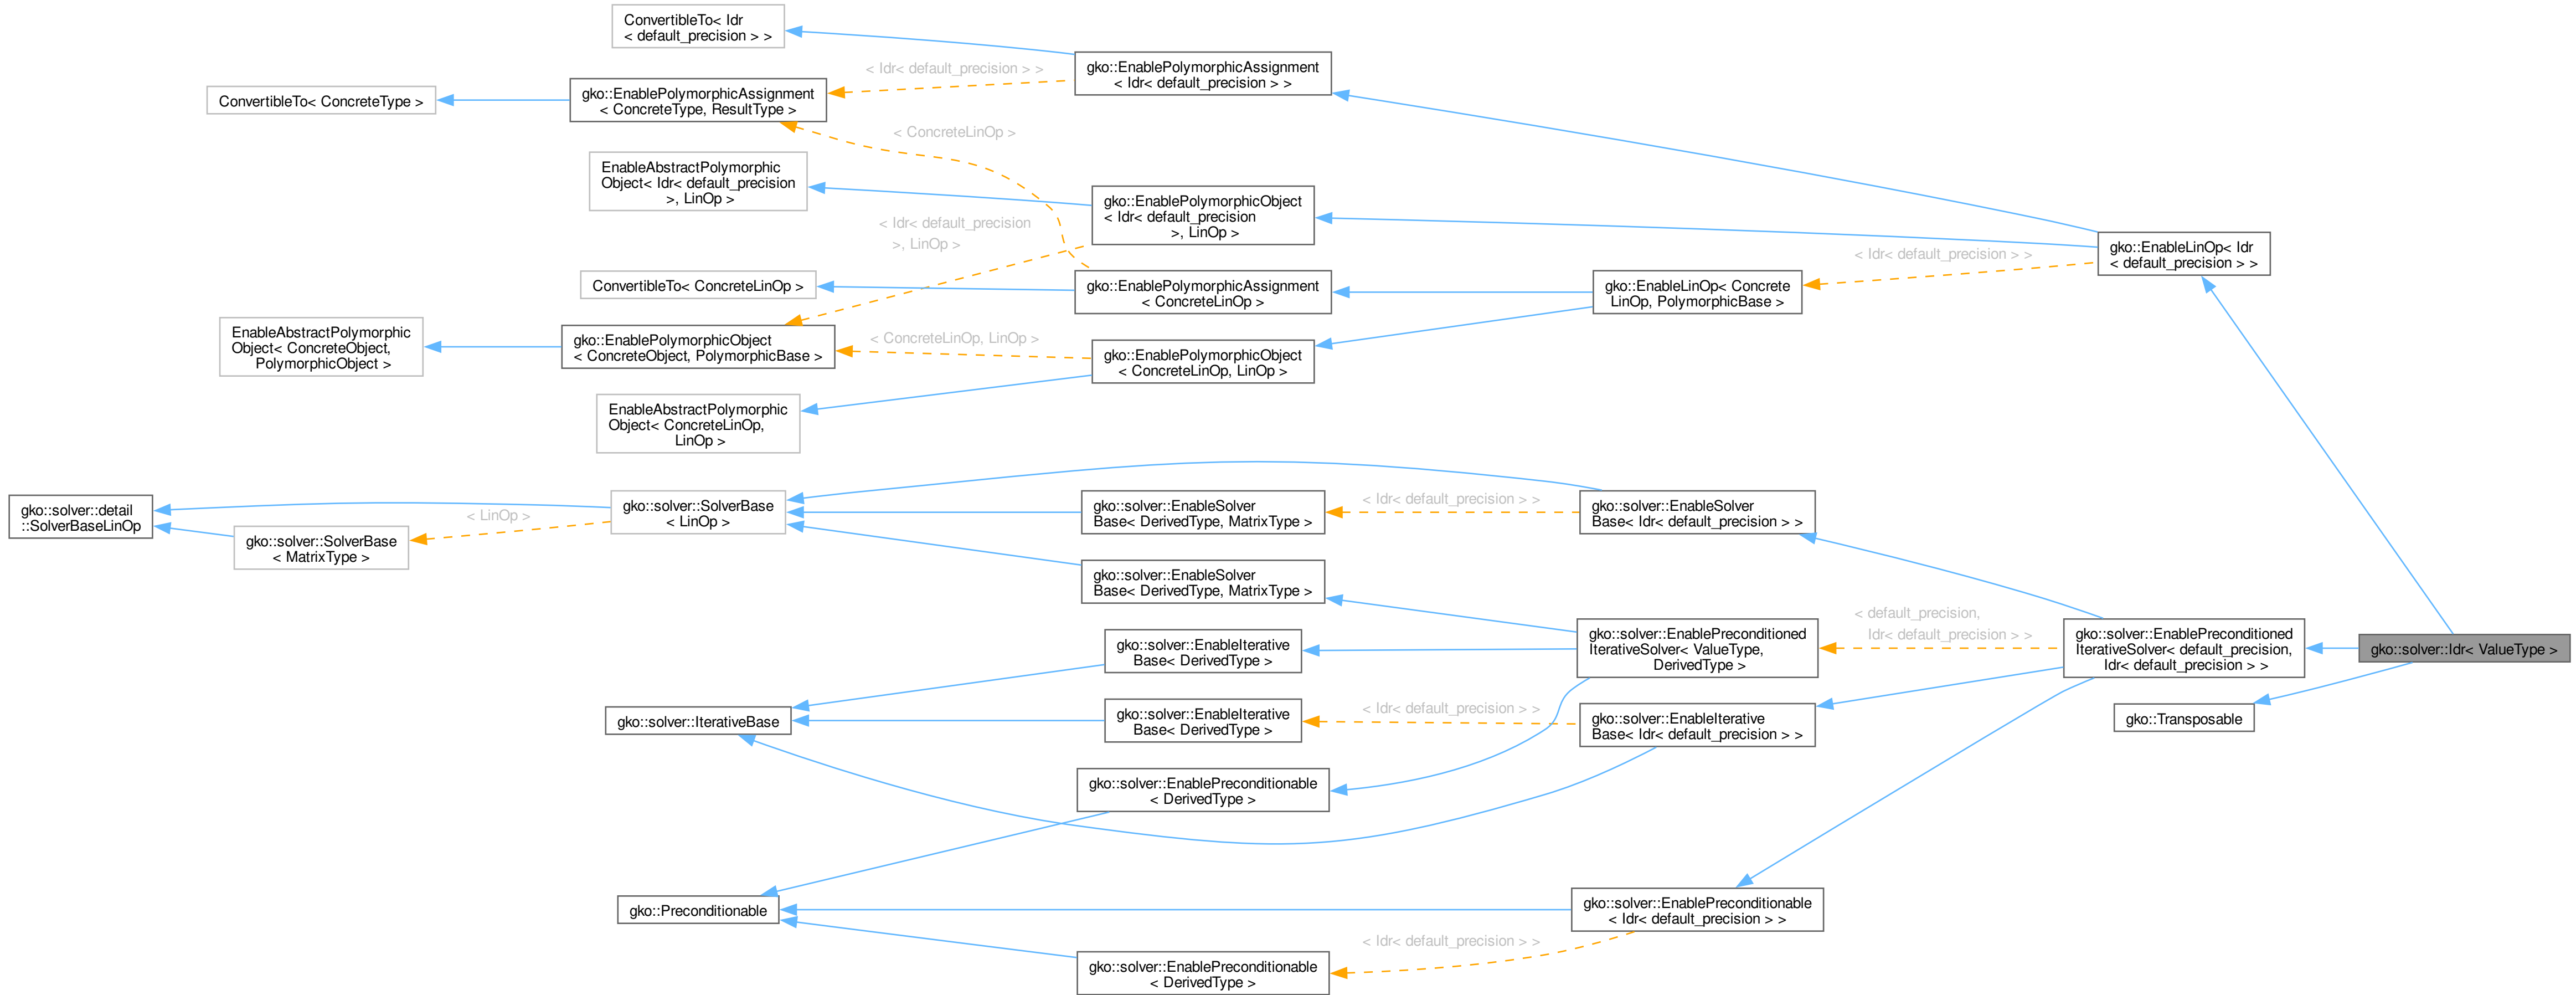 ConvertibleTo< Idr
< default_precision > >
gko::EnablePolymorphicAssignment
< Idr< default_precision > >
< Idr< default_precision > >
ConvertibleTo< ConcreteType >
gko::EnablePolymorphicAssignment
< ConcreteType, ResultType >
< ConcreteLinOp >
EnableAbstractPolymorphic
Object< Idr< default_precision
>, LinOp >
gko::EnablePolymorphicObject
< Idr< default_precision
>, LinOp >
< Idr< default_precision
>, LinOp >
gko::EnableLinOp< Idr
< default_precision > >
< Idr< default_precision > >
ConvertibleTo< ConcreteLinOp >
gko::EnablePolymorphicAssignment
< ConcreteLinOp >
gko::EnableLinOp< Concrete
LinOp, PolymorphicBase >
EnableAbstractPolymorphic
Object< ConcreteObject,
PolymorphicObject >
gko::EnablePolymorphicObject
< ConcreteObject, PolymorphicBase >
< ConcreteLinOp, LinOp >
gko::EnablePolymorphicObject
< ConcreteLinOp, LinOp >
EnableAbstractPolymorphic
Object< ConcreteLinOp,
LinOp >
gko::solver::detail
::SolverBaseLinOp
gko::solver::SolverBase
< MatrixType >
< LinOp >
gko::solver::SolverBase
< LinOp >
gko::solver::EnableSolver
Base< DerivedType, MatrixType >
< Idr< default_precision > >
gko::solver::EnableSolver
Base< Idr< default_precision > >
gko::solver::EnableSolver
Base< DerivedType, MatrixType >
gko::solver::EnableIterative
Base< DerivedType >
gko::solver::EnablePreconditioned
IterativeSolver< ValueType,
DerivedType >
< default_precision,
Idr< default_precision > >
gko::solver::EnablePreconditioned
IterativeSolver< default_precision,
Idr< default_precision > >
gko::solver::Idr< ValueType >
gko::solver::IterativeBase
gko::solver::EnableIterative
Base< DerivedType >
< Idr< default_precision > >
gko::solver::EnableIterative
Base< Idr< default_precision > >
gko::Transposable
gko::solver::EnablePreconditionable
< DerivedType >
gko::Preconditionable
gko::solver::EnablePreconditionable
< Idr< default_precision > >
< Idr< default_precision > >
gko::solver::EnablePreconditionable
< DerivedType >